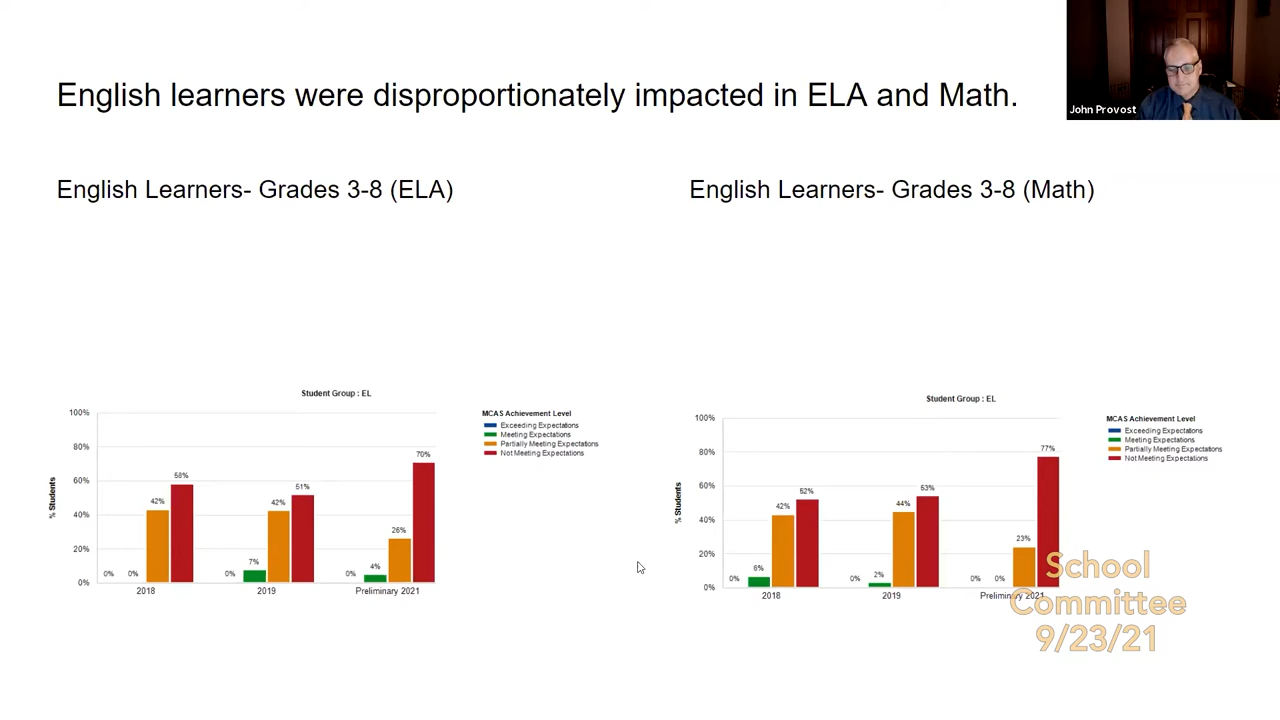 John Provost
English learners were disproportionately impacted in ELA and Math.
English Learners- Grades 3-8 (ELA)
English Learners- Grades 3-8 (Math)
Student Group : EL
MCAS Achievement Level
Exceeding Expectations
Meeting Expectations
Partially Meeting Expectations
Not Meeting Expectations
% Students
100%
80%
60%
40%
20%
0%
0% 0% 42% 58%
0% 7% 42% 51%
0% 4% 26% 70%
2018 2019 Preliminary 2021
Student Group : EL
MCAS Achievement Level
Exceeding Expectations
Meeting Expectations
Partially Meeting Expectations
Not Meeting Expectations
% Students
100%
80%
60%
40%
20%
0%
0% 6% 42% 52%
0% 2% 44% 53%
0% 0% 23% 77%
2018 2019 Preliminary 2021
School
Committee
9/23/21